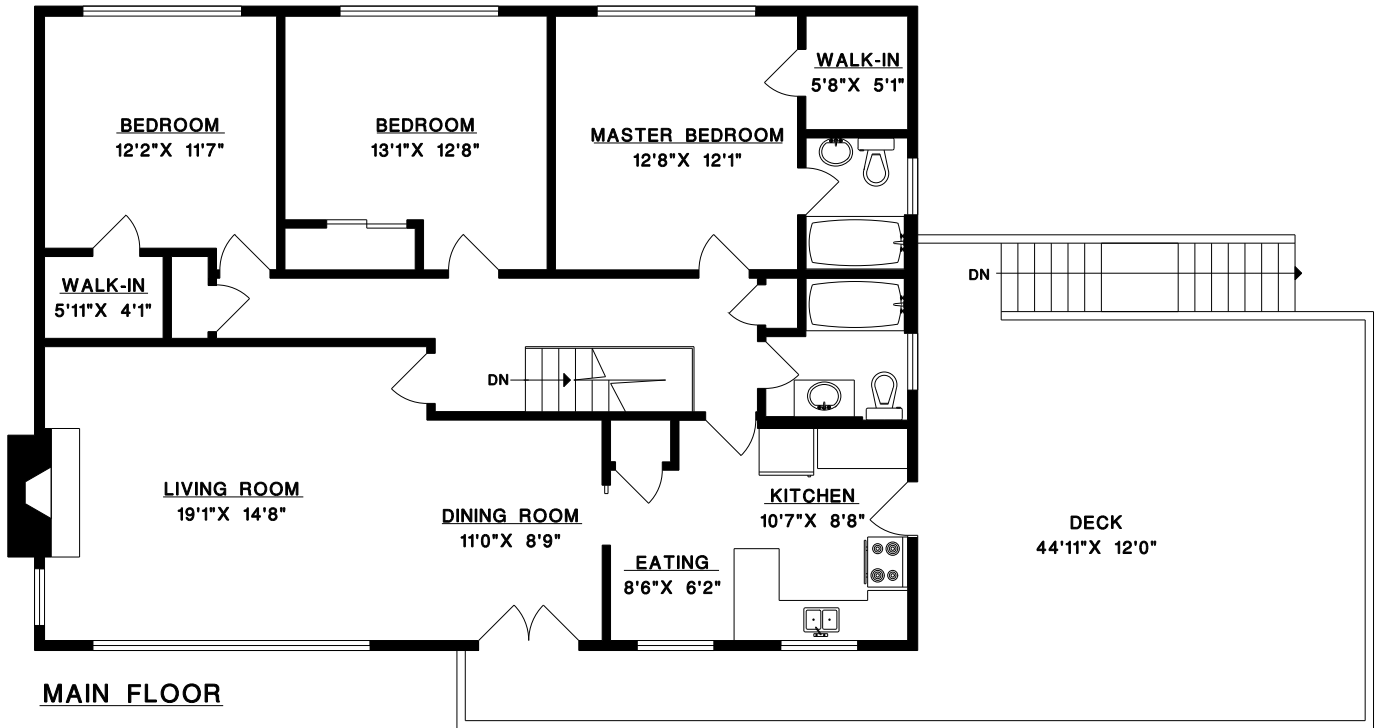 WALK-IN
5'8"X 5'1"
BEDROOM
12'2"X 11'7"
BEDROOM
13'1"X 12'8"
MASTER BEDROOM
12'8"X 12'1"
WALK-IN
5'11"X 4'1"
DN
DN
LIVING ROOM
19'1"X 14'8"
DINING ROOM
11'0"X 8'9"
KITCHEN
10'7"X 8'8"
EATING
8'6"X 6'2"
DECK
44'11"X 12'0"
MAIN FLOOR